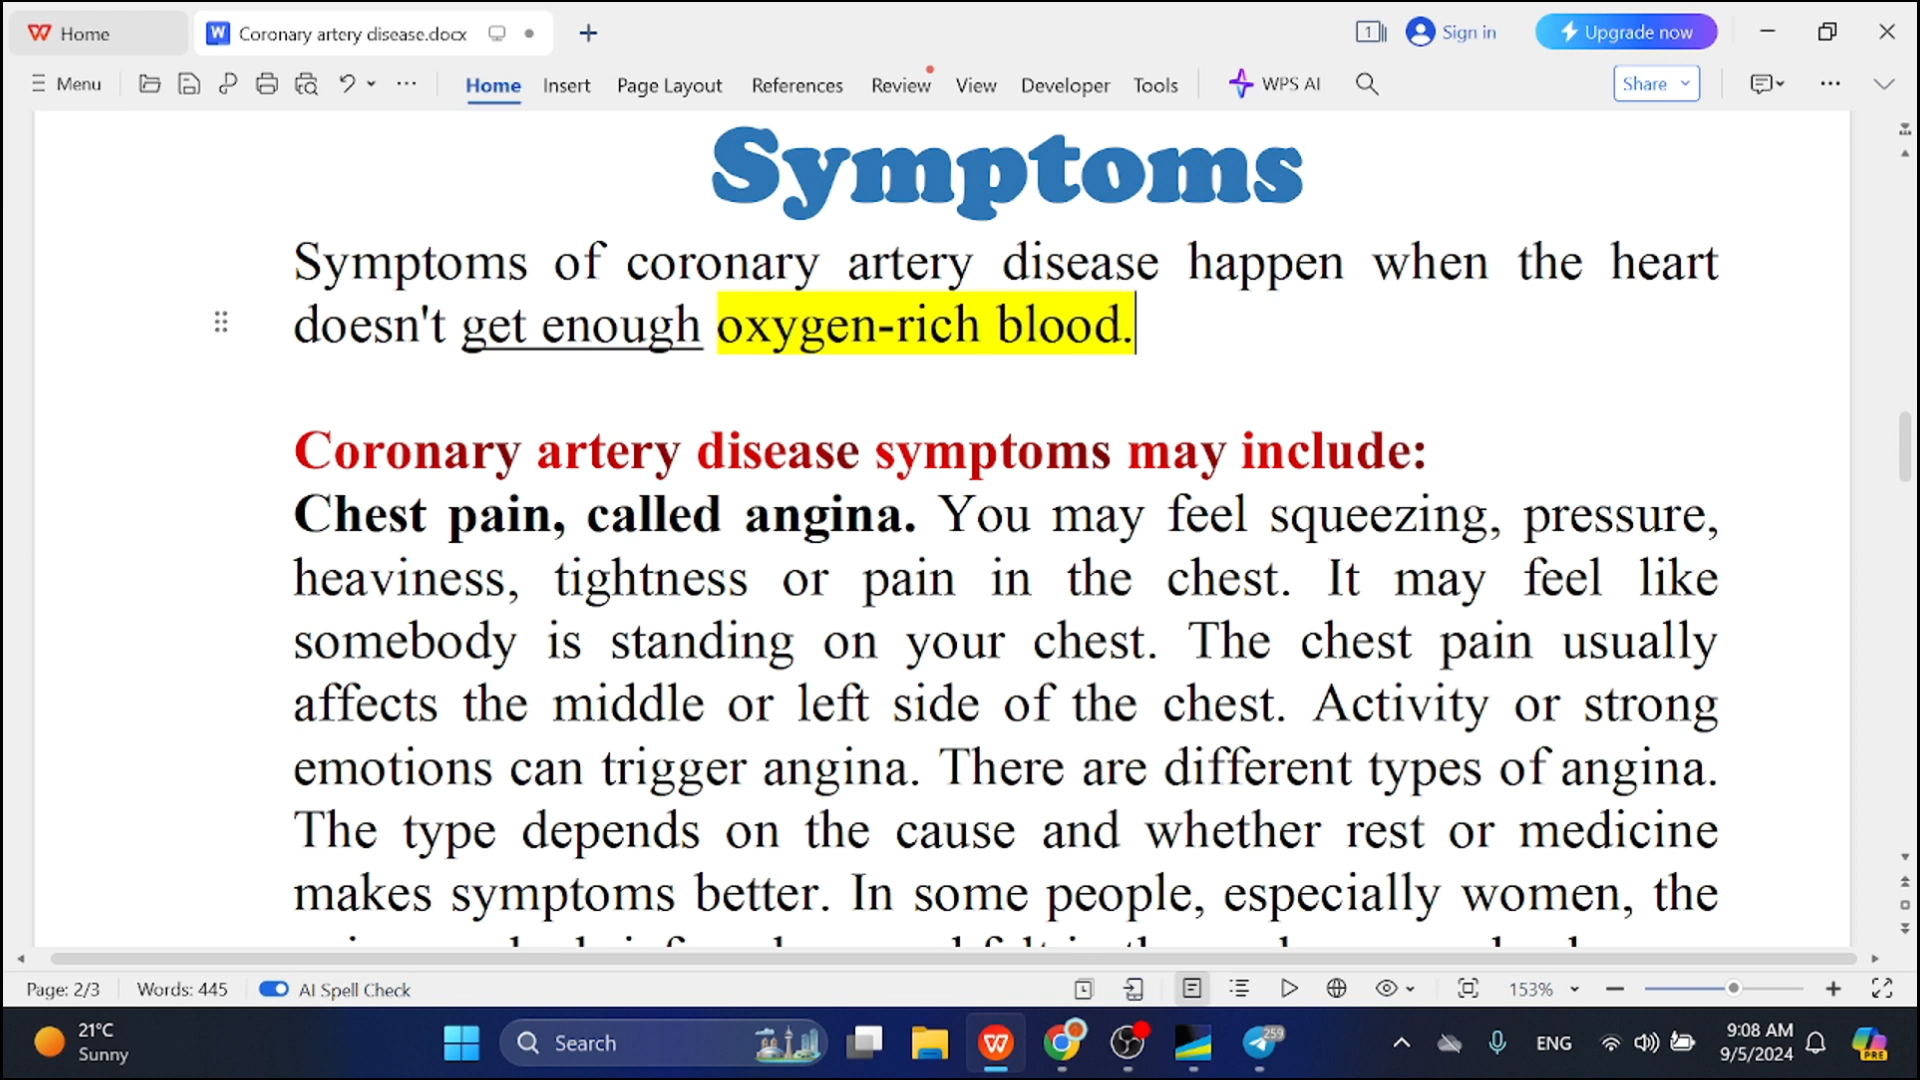 Home
Coronary artery disease.docx
1
Sign in
Upgrade now
Menu
Home Insert Page Layout References Review View Developer Tools
WPS AI
Share
Symptoms
Symptoms of coronary artery disease happen when the heart
doesn't get enough oxygen-rich blood.
Coronary artery disease symptoms may include:
Chest pain, called angina. You may feel squeezing, pressure,
heaviness, tightness or pain in the chest. It may feel like
somebody is standing on your chest. The chest pain usually
affects the middle or left side of the chest. Activity or strong
emotions can trigger angina. There are different types of angina.
The type depends on the cause and whether rest or medicine
makes symptoms better. In some people, especially women, the
Page: 2/3 Words: 445 AI Spell Check 153%
21°C
Sunny
Search
259
ENG
9:08 AM
9/5/2024
PRE